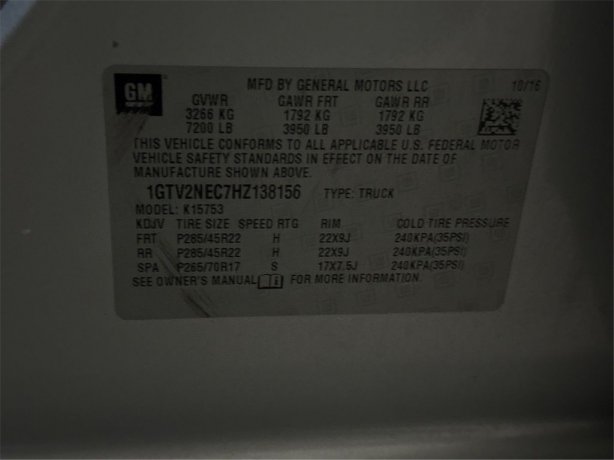 GM
MFD BY GENERAL MOTORS LLC 10/16
GVWR GAWR FRT GAWR RR
3266 KG 1792 KG 1792 KG
7200 LB 3950 LB 3950 LB
THIS VEHICLE CONFORMS TO ALL APPLICABLE U.S. FEDERAL MOTOR
VEHICLE SAFETY STANDARDS IN EFFECT ON THE DATE OF
MANUFACTURE SHOWN ABOVE.
1GTV2NEC7HZ138156 TYPE: TRUCK
MODEL: K15753
KDJV TIRE SIZE SPEED RTG RIM COLD TIRE PRESSURE
FRT P285/45R22 H 22X9J 240KPA(35PSI)
RR P285/45R22 H 22X9J 240KPA(35PSI)
SPA P265/70R17 S 17X7.5J 240KPA(35PSI)
SEE OWNER'S MANUAL FOR MORE INFORMATION.